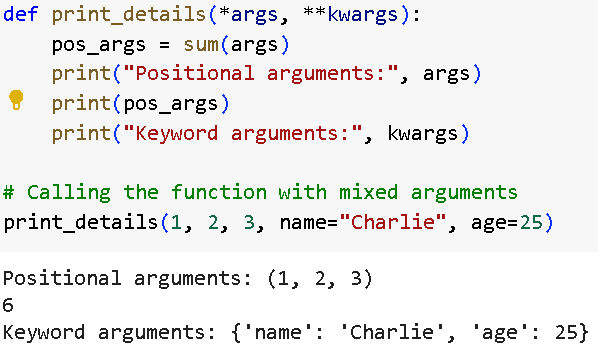 def print_details(*args, **kwargs):
    pos_args = sum(args)
    print("Positional arguments:", args)
    print(pos_args)
    print("Keyword arguments:", kwargs)

# Calling the function with mixed arguments
print_details(1, 2, 3, name="Charlie", age=25)

Positional arguments: (1, 2, 3)
6
Keyword arguments: {'name': 'Charlie', 'age': 25}